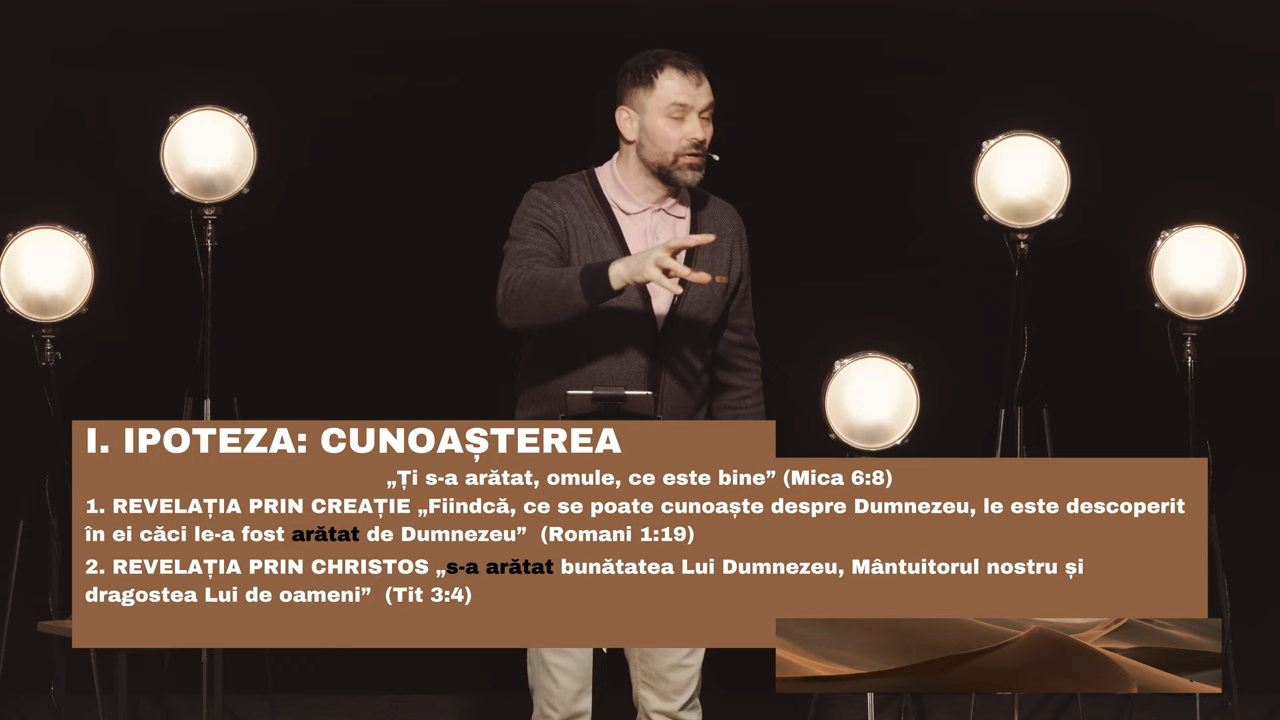 I. IPOTEZA: CUNOAȘTEREA
„Ți s-a arătat, omule, ce este bine” (Mica 6:8)
1. REVELAȚIA PRIN CREAȚIE „Fiindcă, ce se poate cunoaște despre Dumnezeu, le este descoperit
în ei căci le-a fost arătat de Dumnezeu” (Romani 1:19)
2. REVELAȚIA PRIN CHRISTOS „s-a arătat bunătatea Lui Dumnezeu, Mântuitorul nostru și
dragostea Lui de oameni” (Tit 3:4)